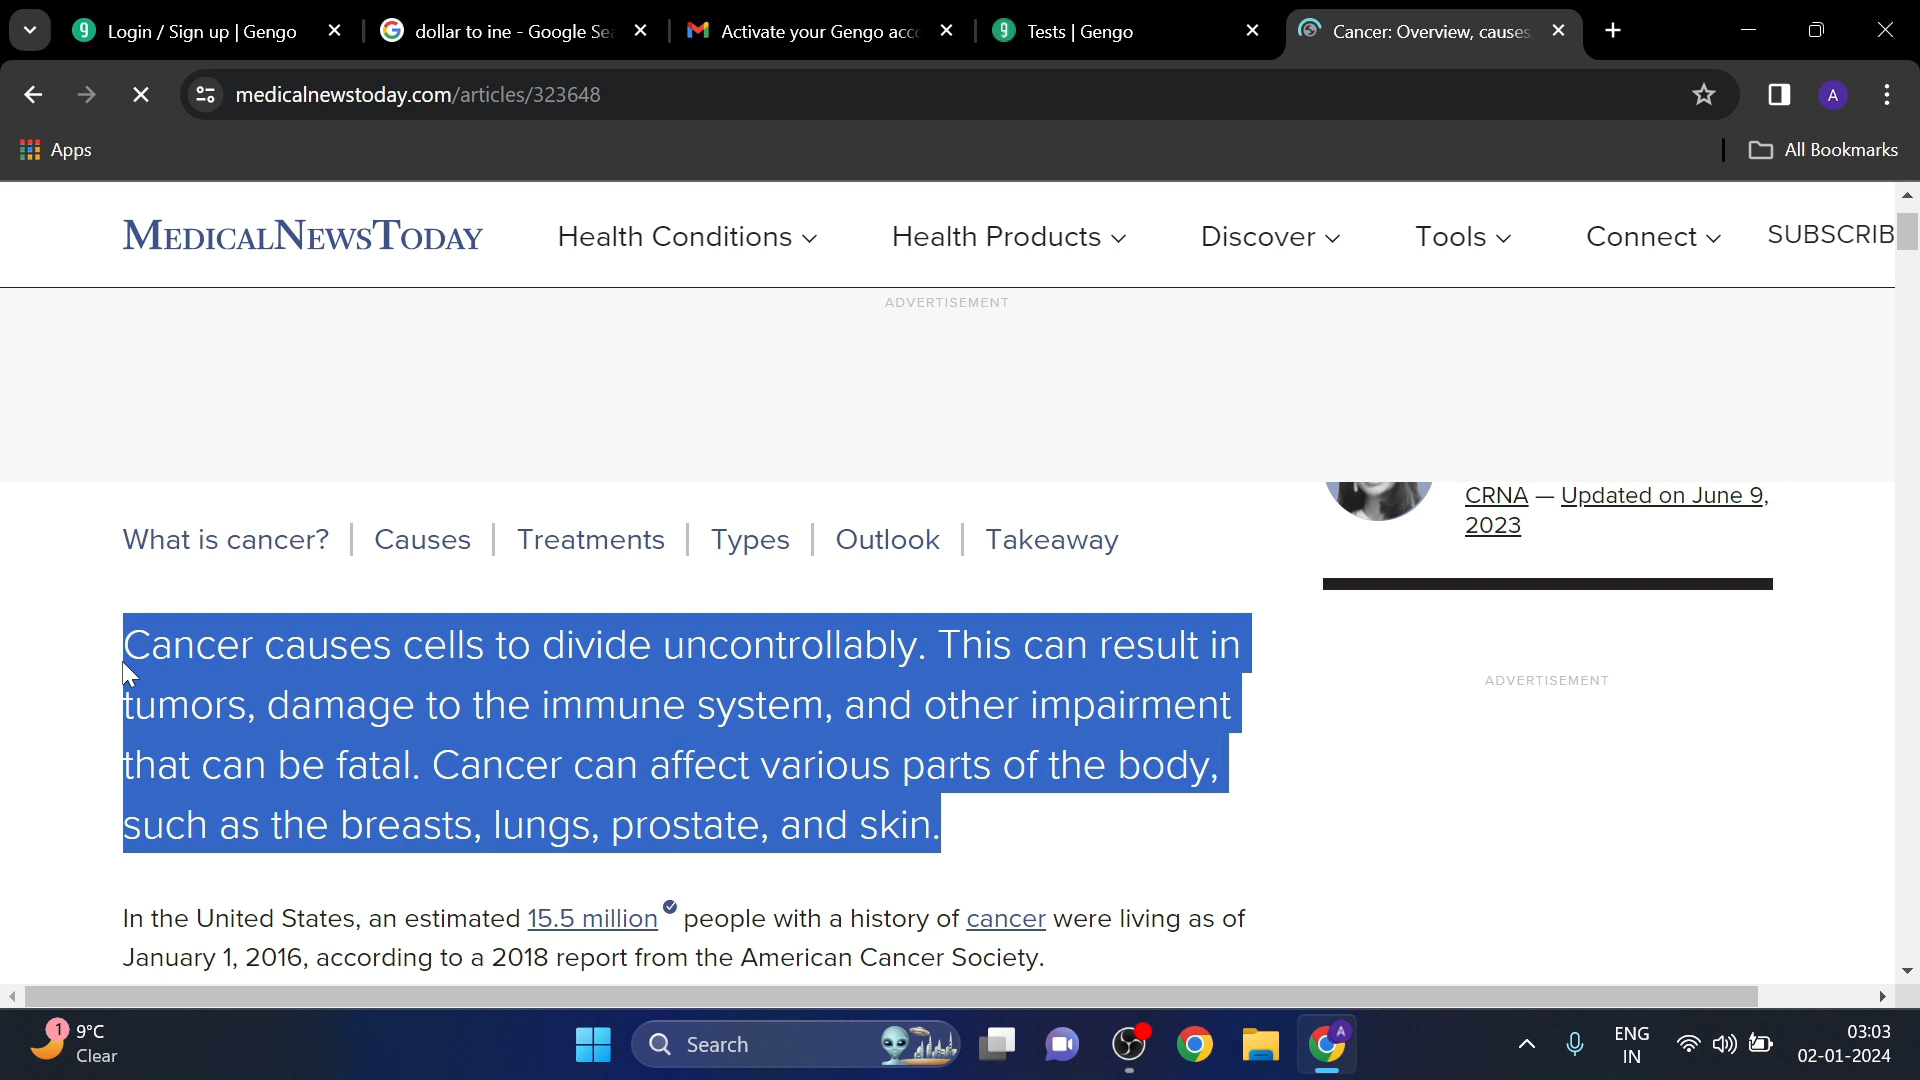 Login / Sign up | Gengo
dollar to ine - Google Se
Activate your Gengo acc
Tests | Gengo
Cancer: Overview, causes,
medicalnewstoday.com/articles/323648
A
Apps
All Bookmarks
MEDICALNEWSTODAY
Health Conditions
Health Products
Discover
Tools
Connect
SUBSCRIB
ADVERTISEMENT
CRNA — Updated on June 9,
2023
What is cancer?
Causes
Treatments
Types
Outlook
Takeaway
Cancer causes cells to divide uncontrollably. This can result in
tumors, damage to the immune system, and other impairment
that can be fatal. Cancer can affect various parts of the body,
such as the breasts, lungs, prostate, and skin.
ADVERTISEMENT
In the United States, an estimated 15.5 million people with a history of cancer were living as of
January 1, 2016, according to a 2018 report from the American Cancer Society.
1
9°C
Clear
Search
A
ENG
IN
03:03
02-01-2024